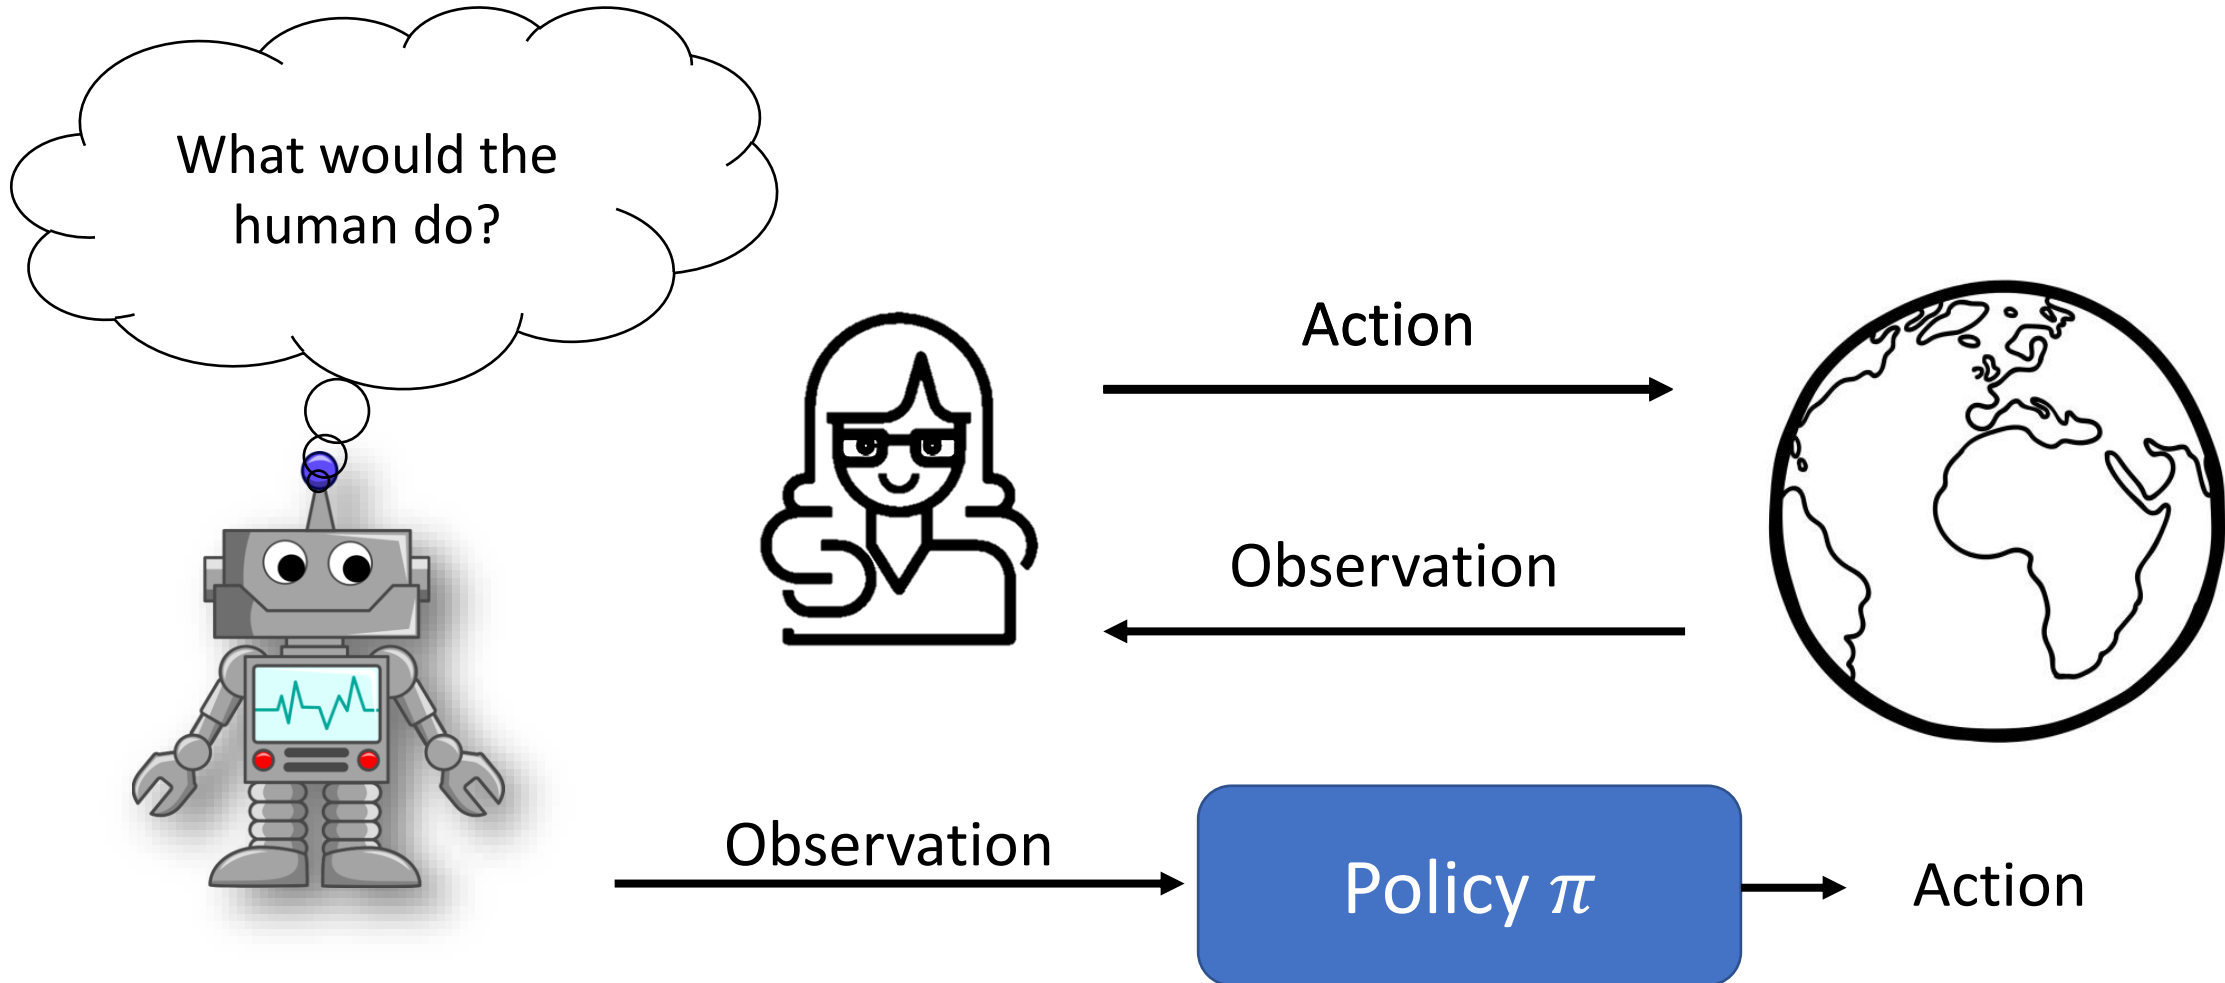 What would the
human do?
Action
Observation
Observation
Policy π
Action